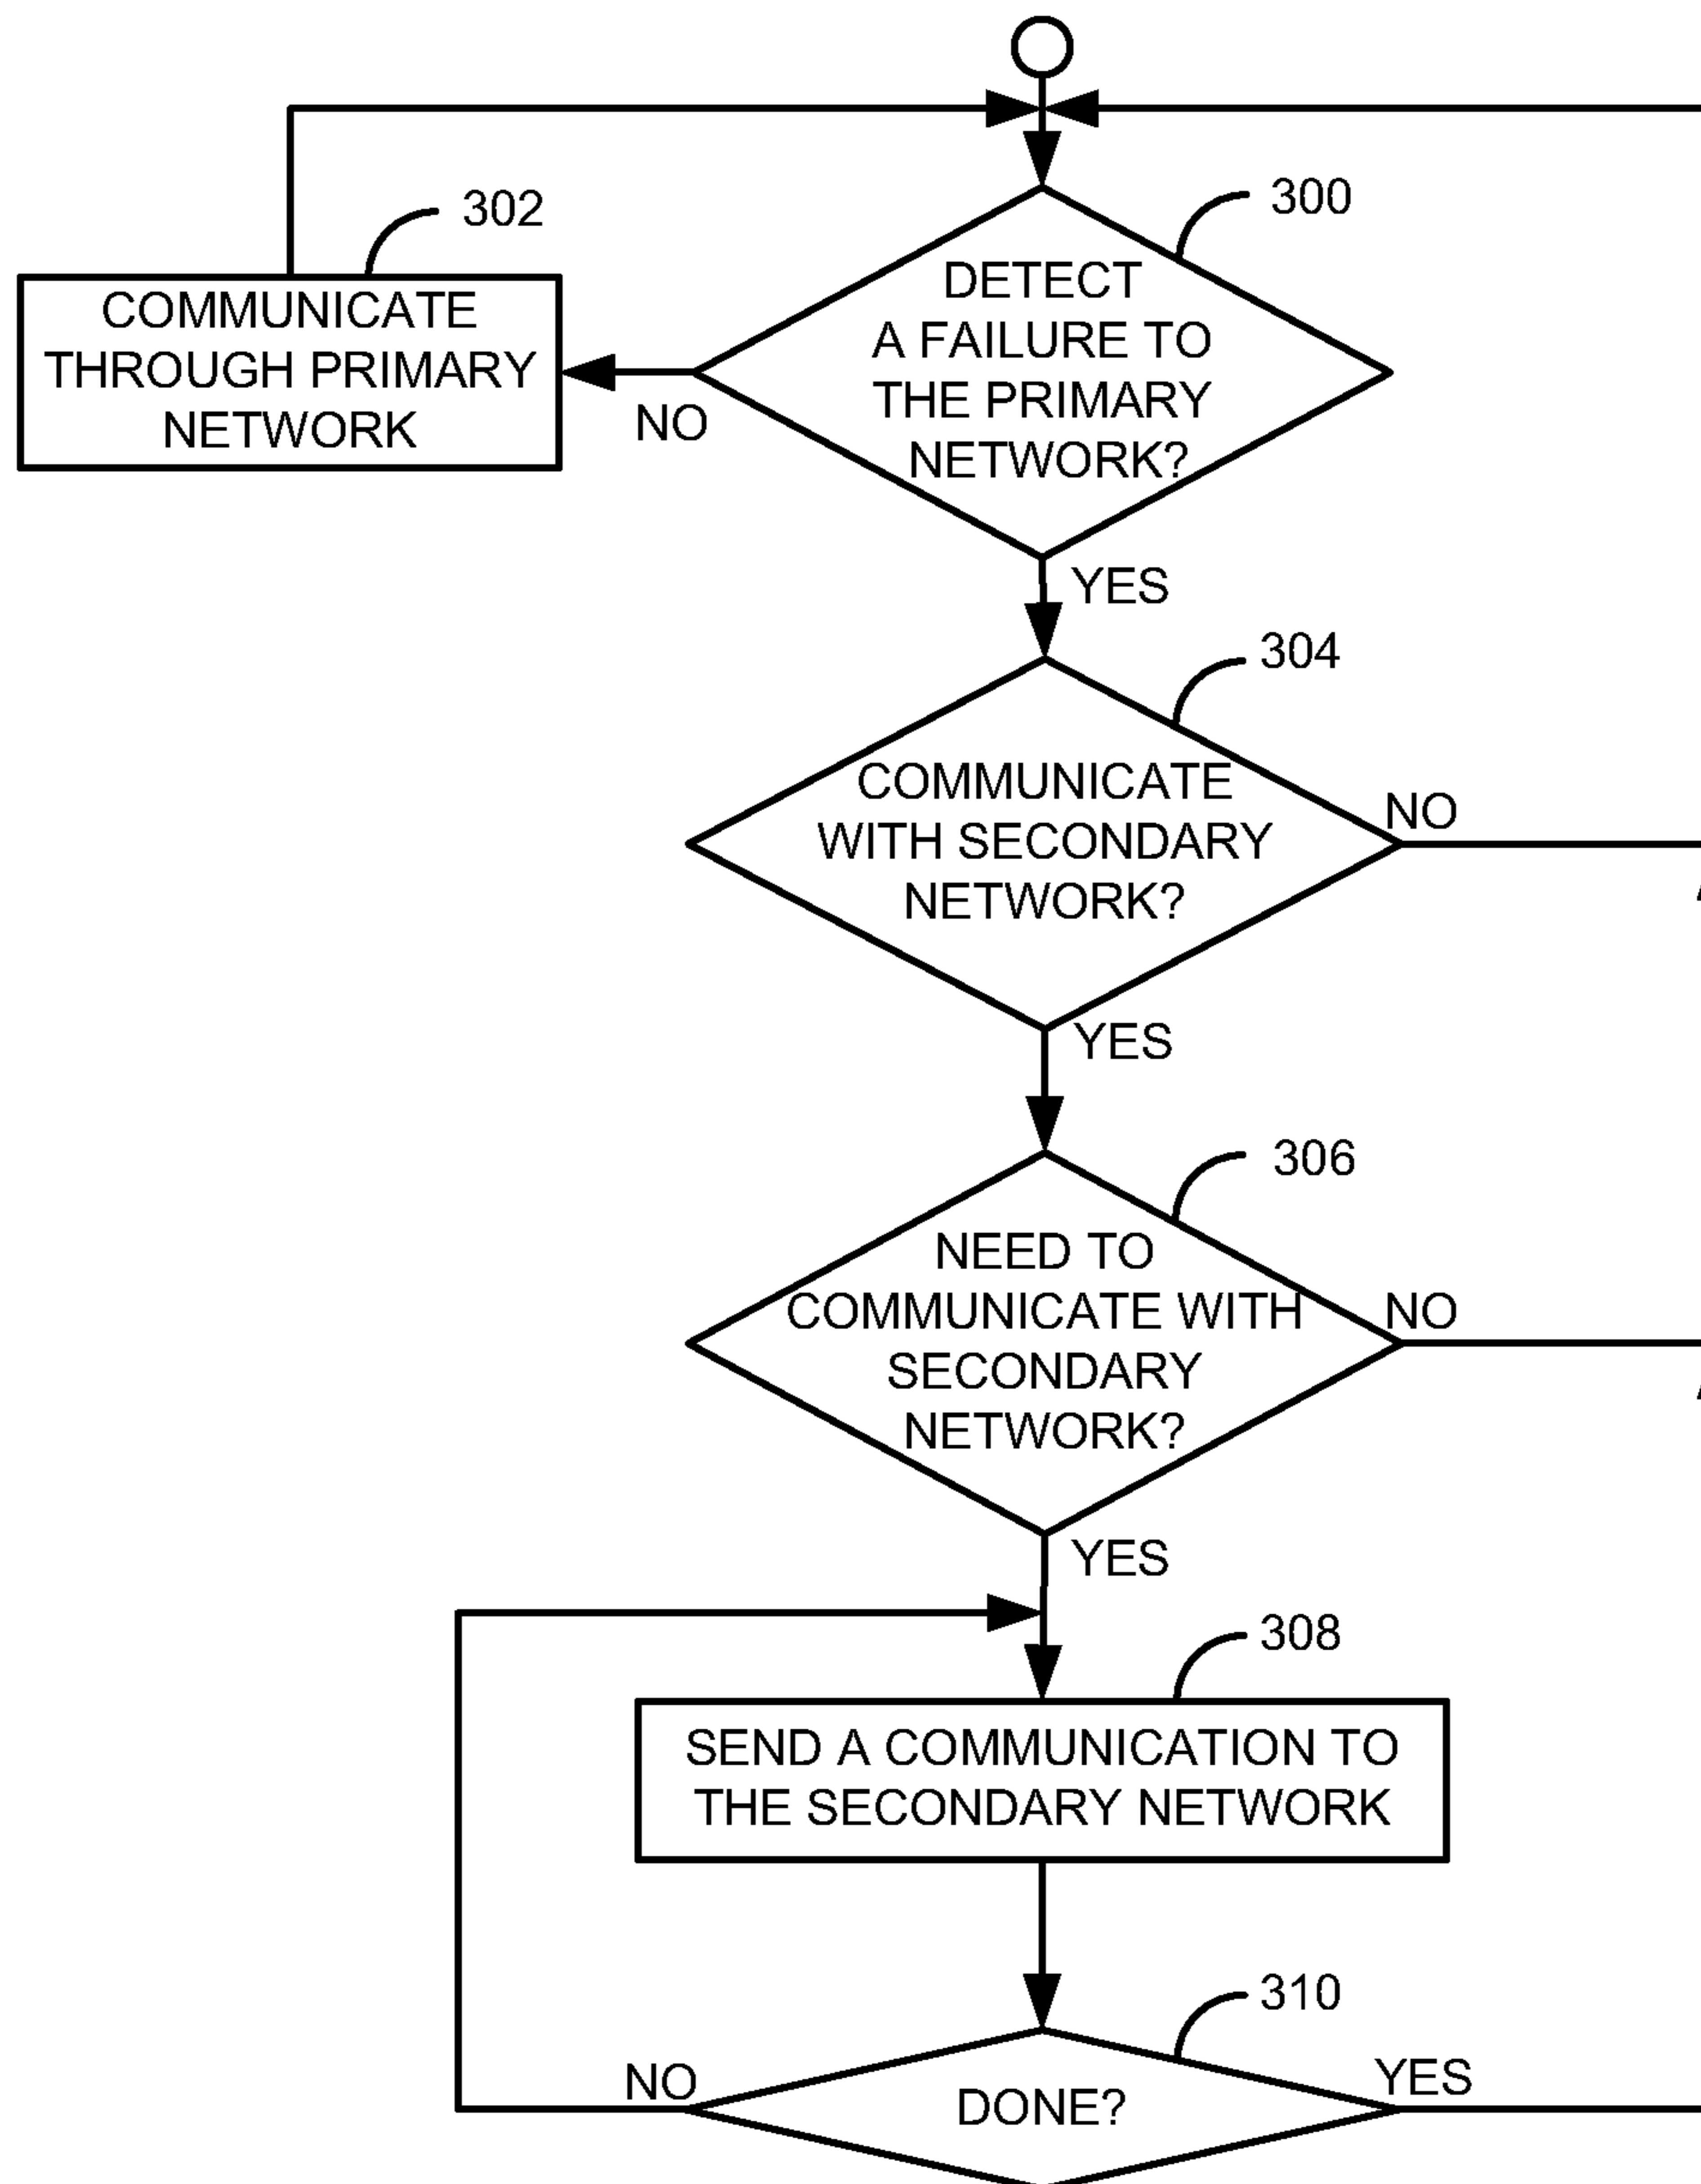 300
302
DETECT
A FAILURE TO
THE PRIMARY
NETWORK?
COMMUNICATE
THROUGH PRIMARY
NETWORK
NO
YES
304
COMMUNICATE
WITH SECONDARY
NETWORK?
NO
YES
306
NEED TO
COMMUNICATE WITH
SECONDARY
NETWORK?
NO
YES
308
SEND A COMMUNICATION TO
THE SECONDARY NETWORK
310
NO
DONE?
YES